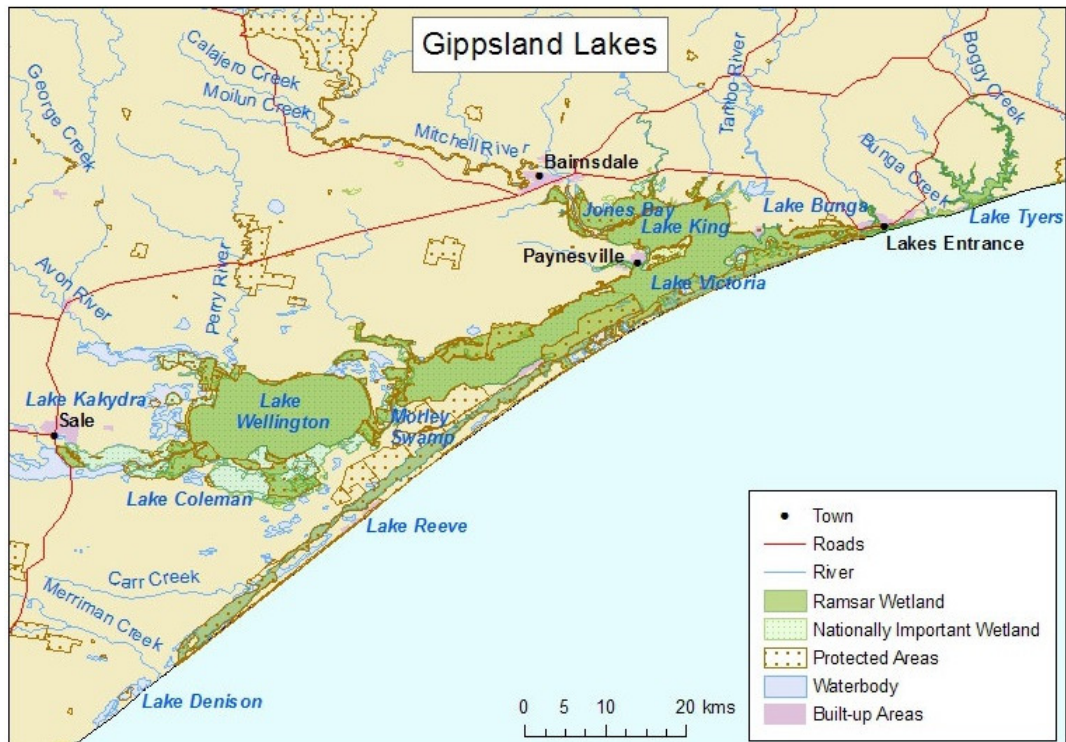 Gippsland Lakes
Calajero Creek
Moilun Creek
George Creek
Mitchell River
Tambo River
Boggy Creek
Bunga Creek
Bairnsdale
Jones Bay
Lake King
Lake Bunga
Lake Tyers
Lakes Entrance
Paynesville
Lake Victoria
Avon River
Perry River
Lake Kakydra
Sale
Lake
Wellington
Morley
Swamp
Lake Coleman
Lake Reeve
Carr Creek
Merriman Creek
Lake Denison
0 5 10 20 kms
Town
Roads
River
Ramsar Wetland
Nationally Important Wetland
Protected Areas
Waterbody
Built-up Areas